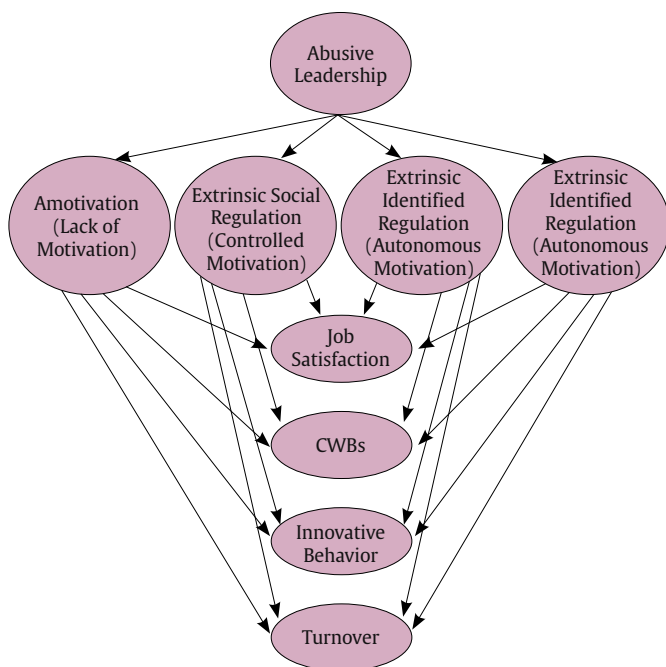 Abusive
Leadership
Amotivation
(Lack of
Motivation)
Extrinsic Social
Regulation
(Controlled
Motivation)
Extrinsic
Identified
Regulation
(Autonomous
Motivation)
Extrinsic
Identified
Regulation
(Autonomous
Motivation)
Job
Satisfaction
CWBs
Innovative
Behavior
Turnover